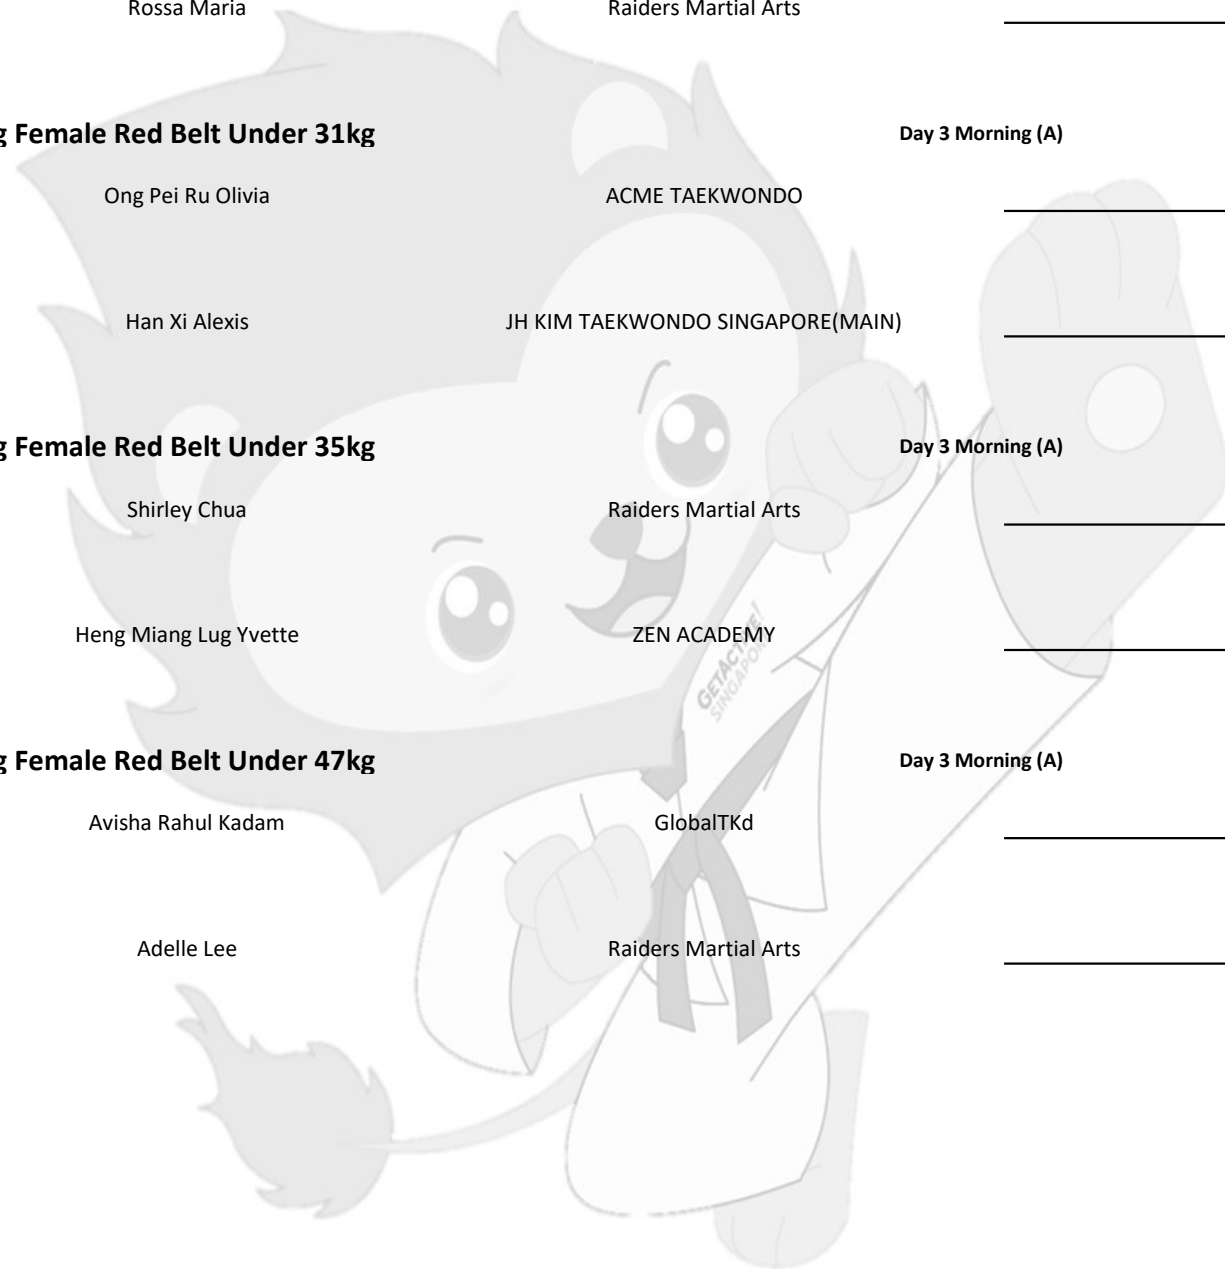 Rossa Maria Raiders Martial Arts
g Female Red Belt Under 31kg Day 3 Morning (A)
Ong Pei Ru Olivia ACME TAEKWONDO
Han Xi Alexis JH KIM TAEKWONDO SINGAPORE(MAIN)
g Female Red Belt Under 35kg Day 3 Morning (A)
Shirley Chua Raiders Martial Arts
Heng Miang Lug Yvette ZEN ACADEMY
GETACTIVE!
SINGAPORE
g Female Red Belt Under 47kg Day 3 Morning (A)
Avisha Rahul Kadam GlobalTKd
Adelle Lee Raiders Martial Arts